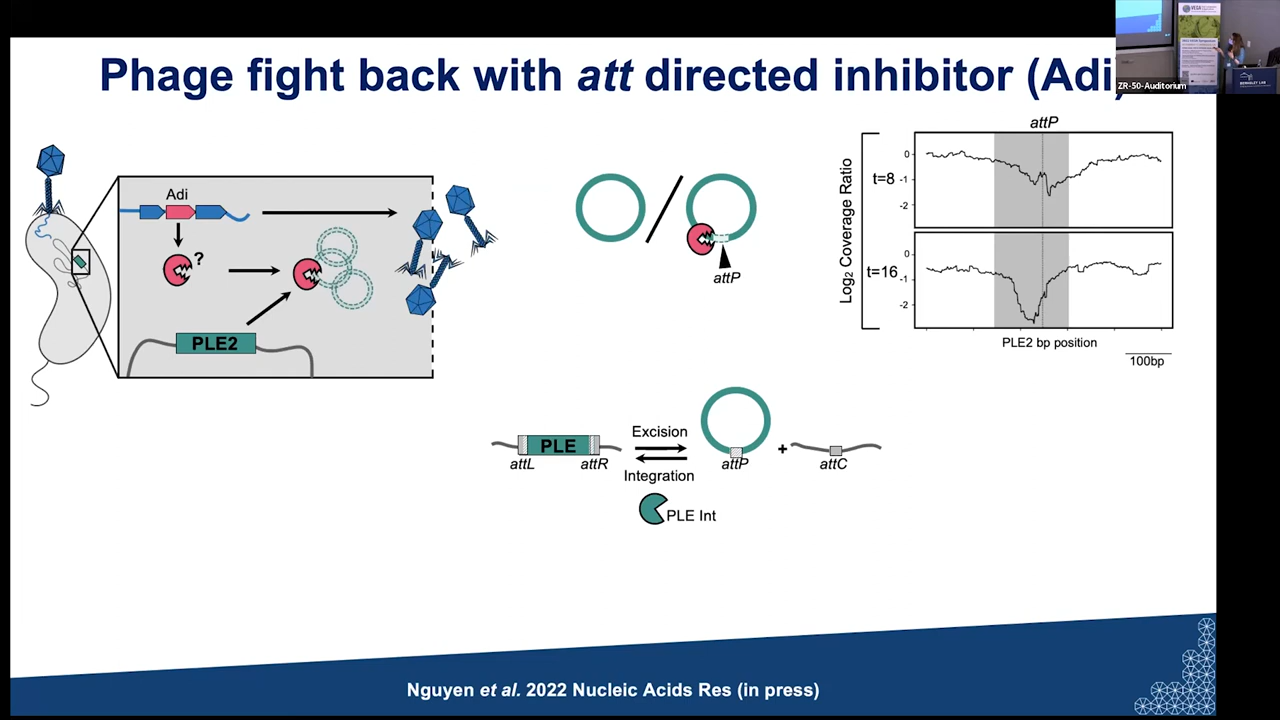 Phage fight back with att directed inhibitor (Adi)
ZR-50-Auditorium
Adi
?
PLE2
attP
attP
Log₂ Coverage Ratio
t=8
0
-1
-2
t=16
0
-1
-2
PLE2 bp position
100bp
PLE
attL
attR
Excision
Integration
PLE Int
attP
+
attC
Nguyen et al. 2022 Nucleic Acids Res (in press)